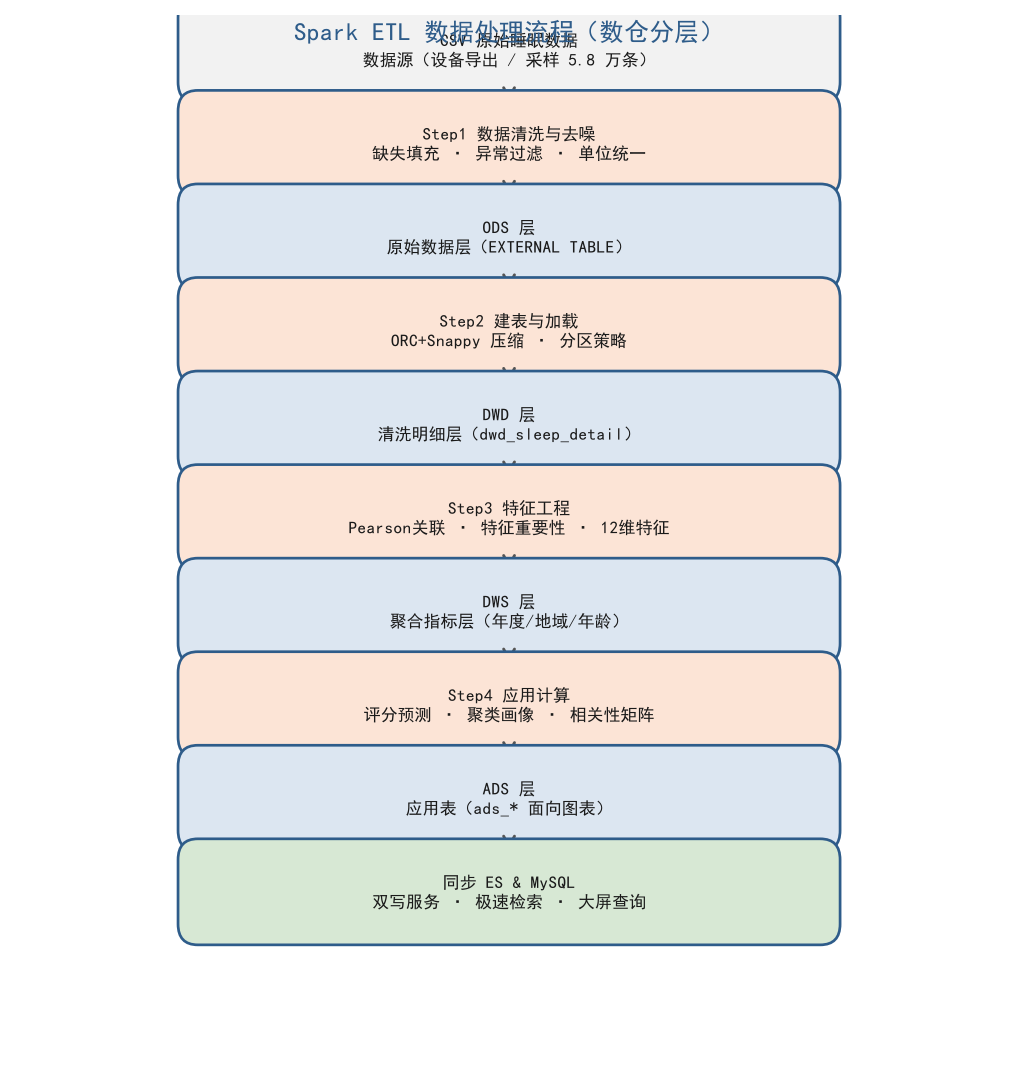 Spark ETL 数据处理流程（数仓分层）
CSV 原始睡眠数据
数据源（设备导出 / 采样 5.8 万条）
Step1 数据清洗与去噪
缺失填充 · 异常过滤 · 单位统一
ODS 层
原始数据层（EXTERNAL TABLE）
Step2 建表与加载
ORC+Snappy 压缩 · 分区策略
DWD 层
清洗明细层（dwd_sleep_detail）
Step3 特征工程
Pearson关联 · 特征重要性 · 12维特征
DWS 层
聚合指标层（年度/地域/年龄）
Step4 应用计算
评分预测 · 聚类画像 · 相关性矩阵
ADS 层
应用表（ads_* 面向图表）
同步 ES & MySQL
双写服务 · 极速检索 · 大屏查询